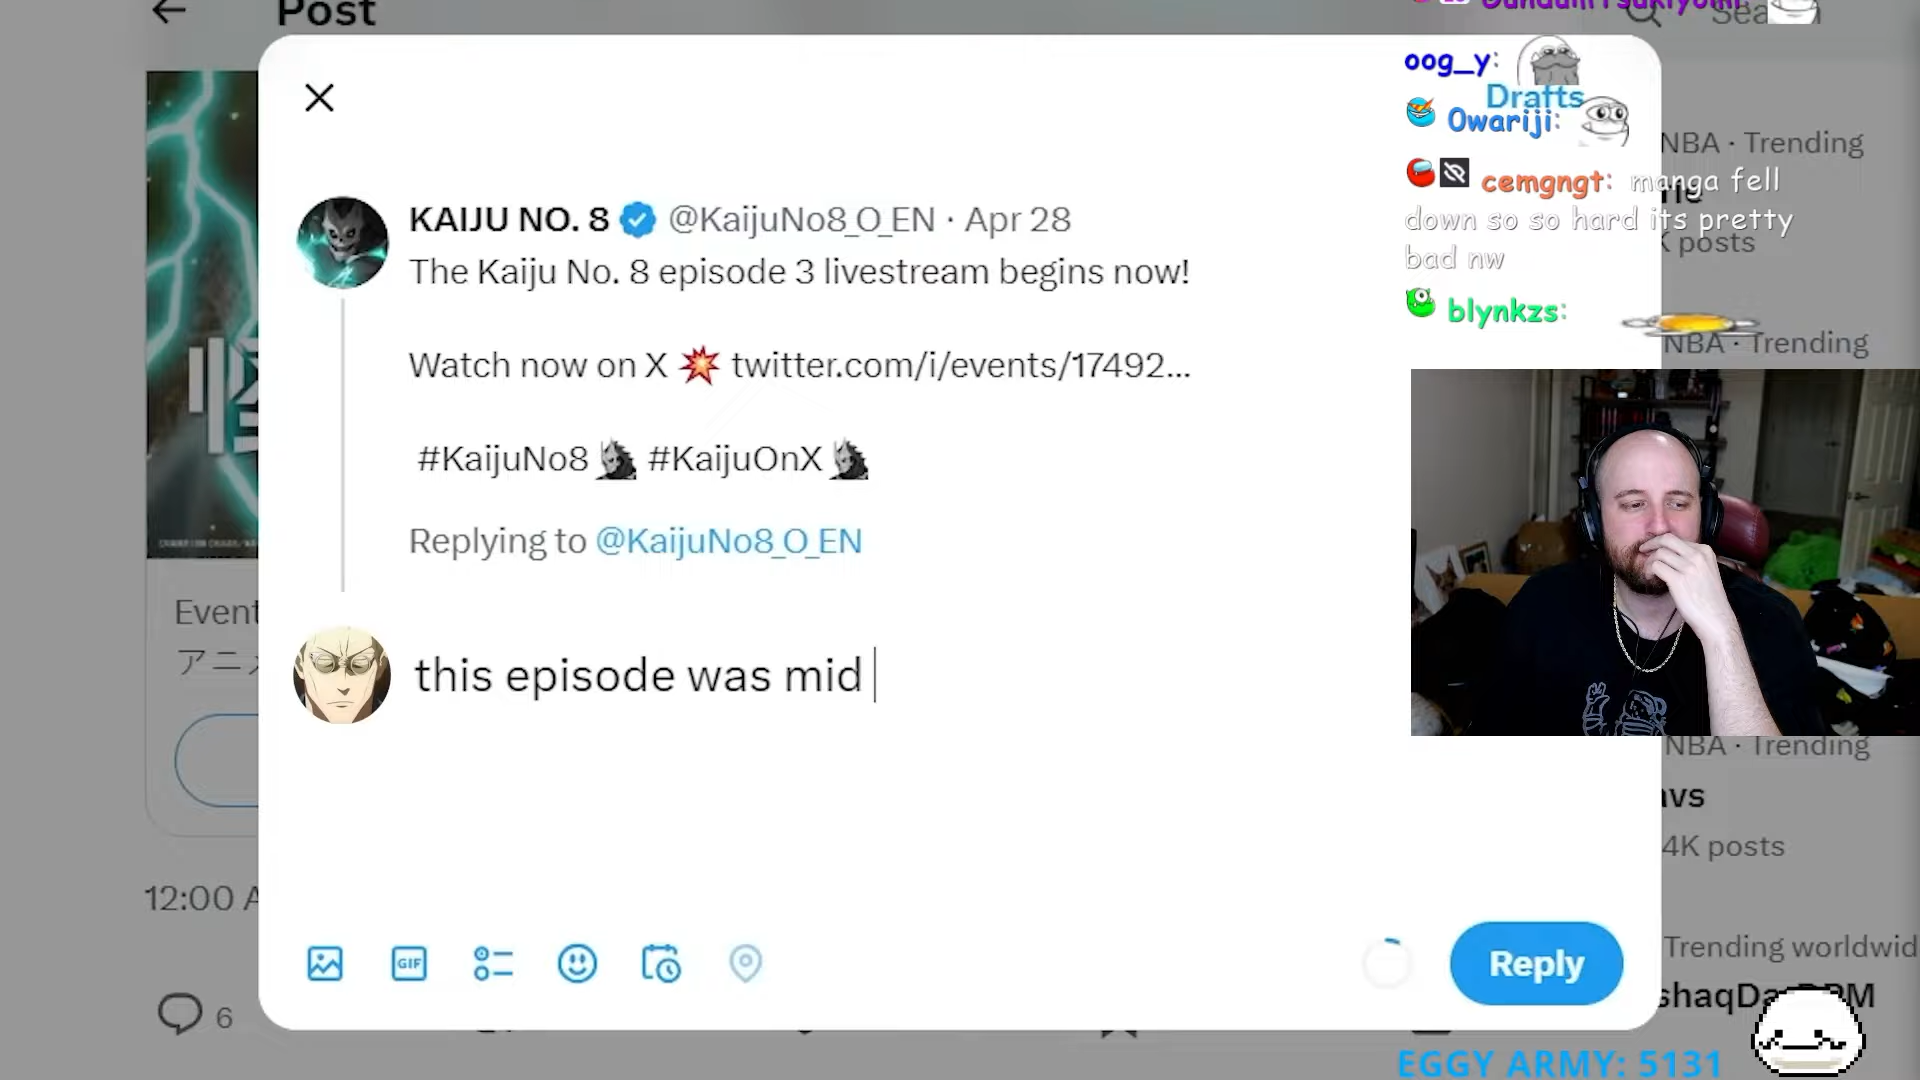 Post
oog_y:
Drafts
Owariji:
NBA · Trending
cemgngt: manga fell
down so so hard its pretty
bad nw
K posts
blynkzs:
NBA · Trending
KAIJU NO. 8 @KaijuNo8_O_EN · Apr 28
The Kaiju No. 8 episode 3 livestream begins now!
Watch now on X 💥 twitter.com/i/events/17492...
#KaijuNo8 #KaijuOnX
Replying to @KaijuNo8_O_EN
Event
アニメ
this episode was mid
NBA · Trending
avs
4K posts
12:00 A
GIF
Reply
Trending worldwid
6
EGGY ARMY: 5131